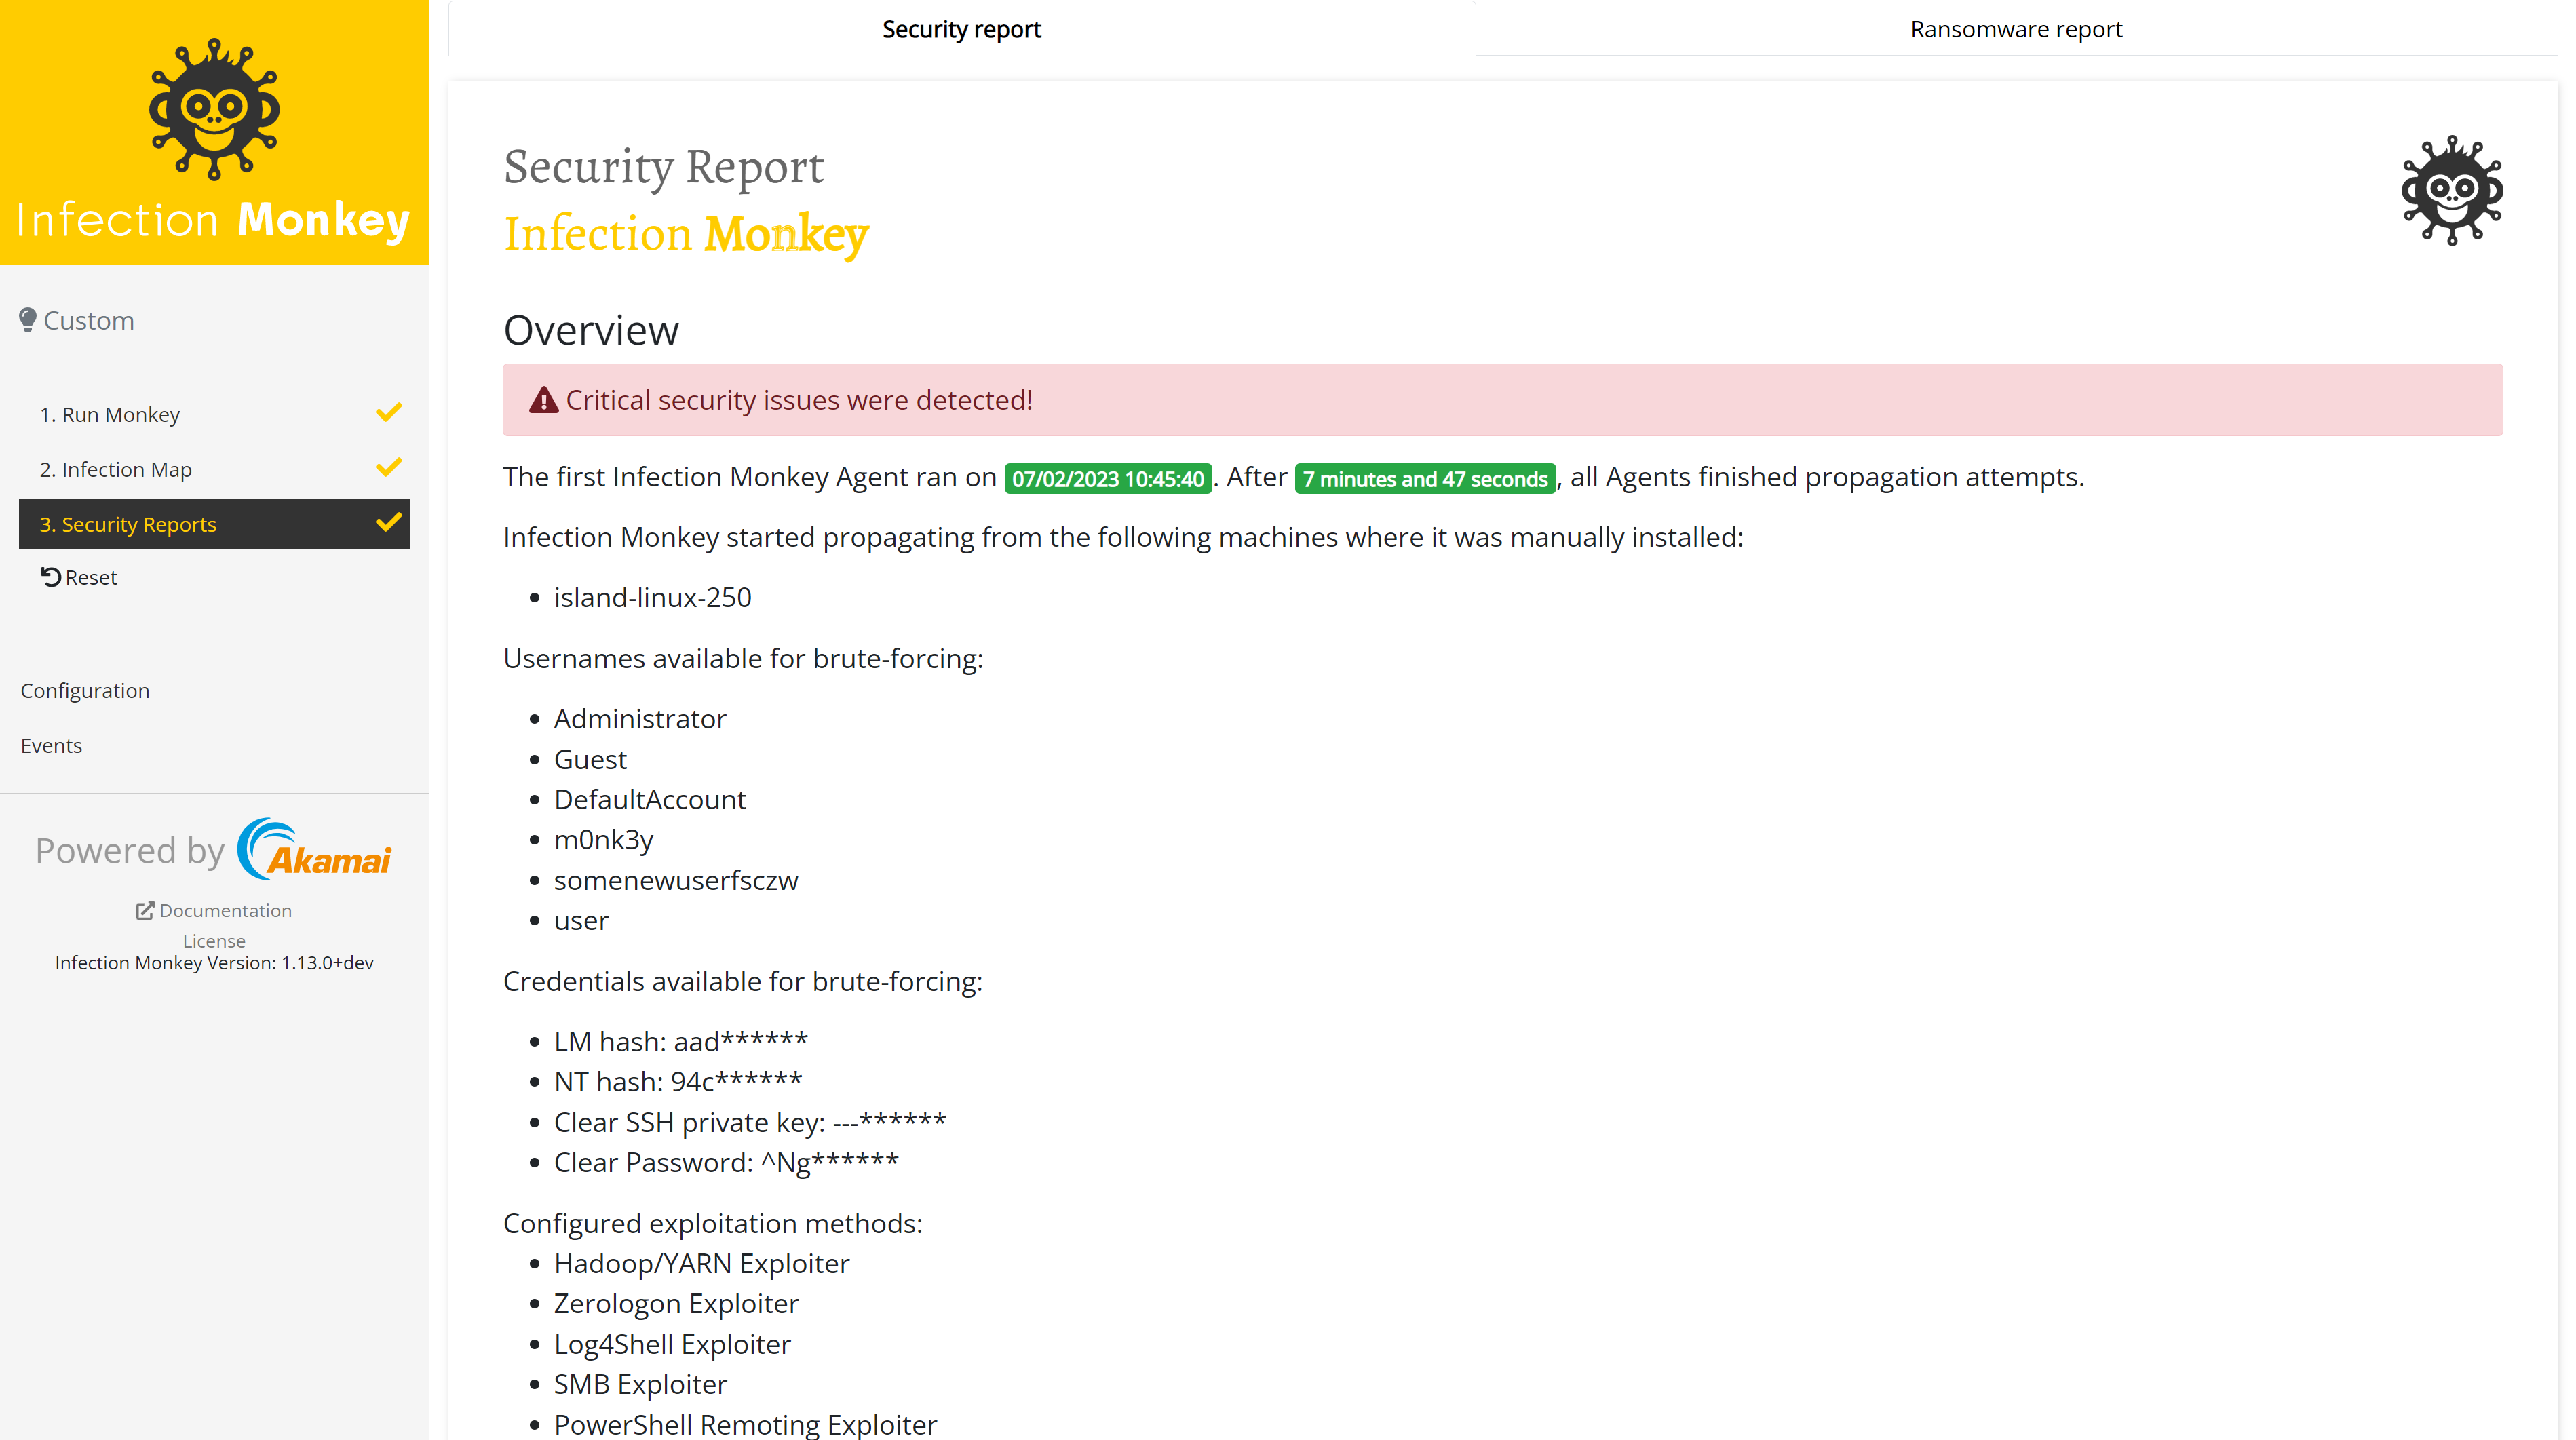 Infection Monkey
Custom
1. Run Monkey
2. Infection Map
3. Security Reports
Reset
Configuration
Events
Powered by Akamai
Documentation
License
Infection Monkey Version: 1.13.0+dev
Security report
Ransomware report
Security Report
Infection Monkey
Overview
Critical security issues were detected!
The first Infection Monkey Agent ran on 07/02/2023 10:45:40. After 7 minutes and 47 seconds, all Agents finished propagation attempts.
Infection Monkey started propagating from the following machines where it was manually installed:
• island-linux-250
Usernames available for brute-forcing:
• Administrator
• Guest
• DefaultAccount
• m0nk3y
• somenewuserfsczw
• user
Credentials available for brute-forcing:
• LM hash: aad******
• NT hash: 94c******
• Clear SSH private key: ---******
• Clear Password: ^Ng******
Configured exploitation methods:
• Hadoop/YARN Exploiter
• Zerologon Exploiter
• Log4Shell Exploiter
• SMB Exploiter
• PowerShell Remoting Exploiter